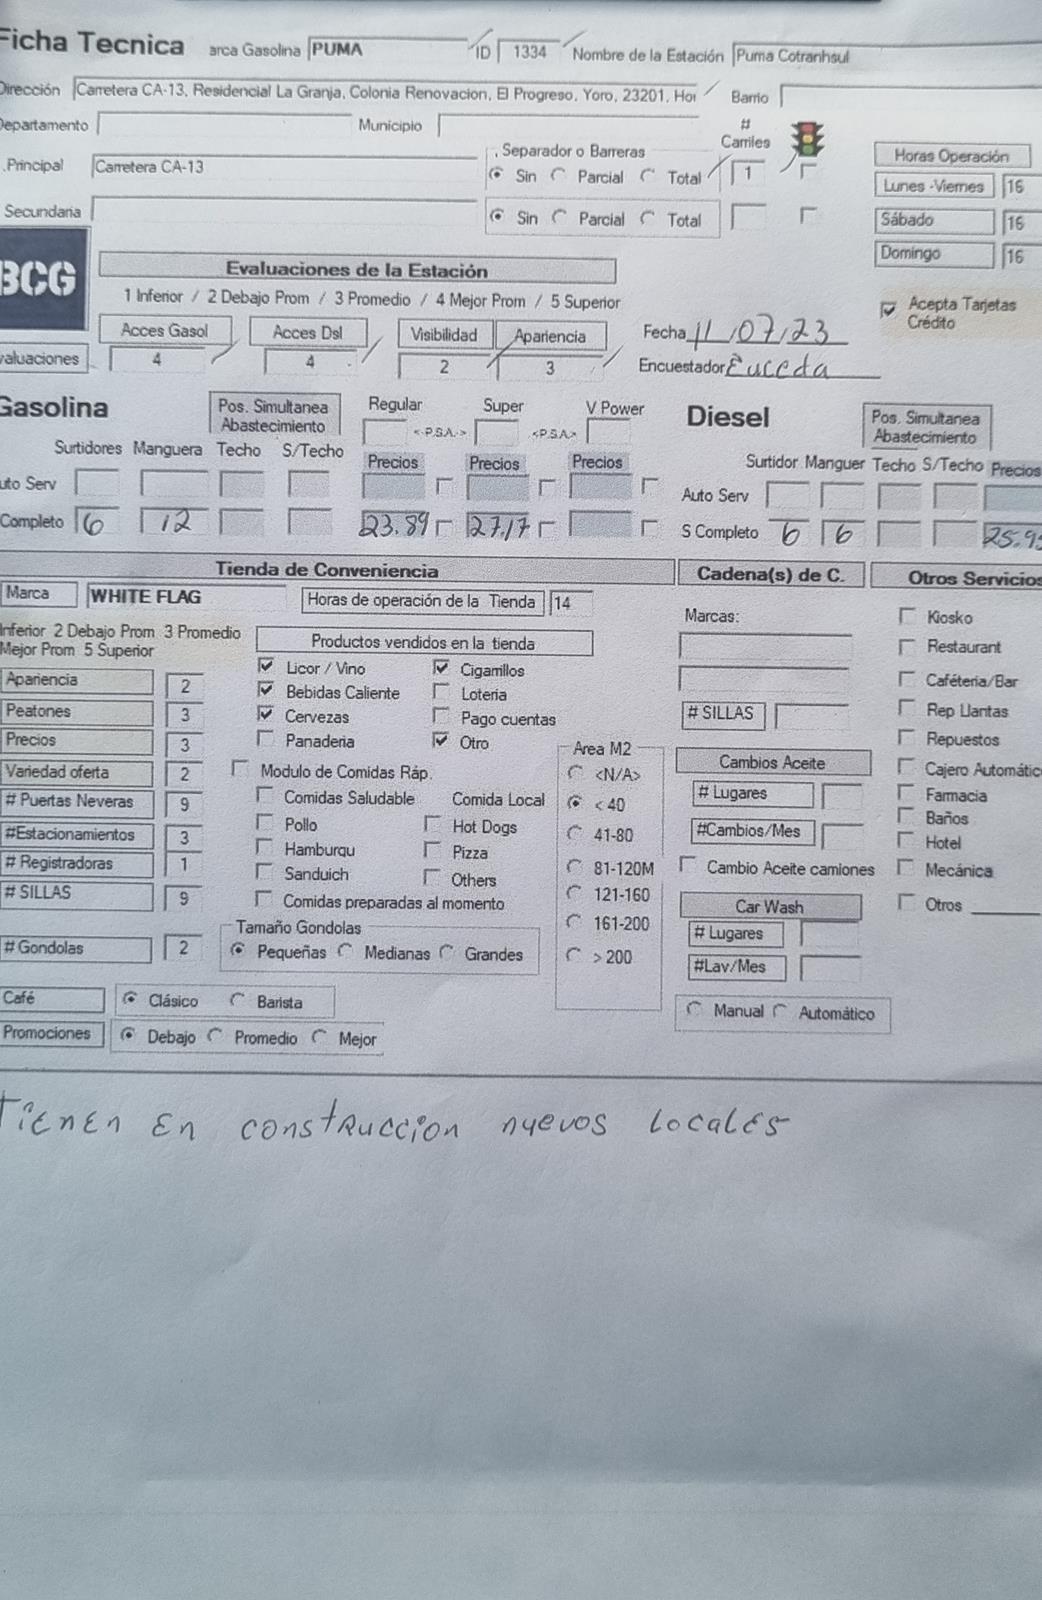 Ficha Tecnica arca Gasolina PUMA ID 1334 Nombre de la Estación Puma Cotranhsul
Dirección Carretera CA-13, Residencial La Granja, Colonia Renovacion, El Progreso, Yoro, 23201, Hon Barrio
Departamento Municipio # Carriles
.Principal Carretera CA-13 . Separador o Barreras Sin Parcial Total 1
Secundaria Sin Parcial Total
Horas Operación
Lunes -Viernes 16
Sábado 16
Domingo 16
BCG
Evaluaciones de la Estación
1 Inferior / 2 Debajo Prom / 3 Promedio / 4 Mejor Prom / 5 Superior
Acepta Tarjetas Crédito
Acces Gasol Acces Dsl Visibilidad Apariencia Fecha 11/07/23
valuaciones 4 4 2 3 Encuestador Euceda
Gasolina Pos. Simultanea Abastecimiento Regular Super V Power Diesel Pos. Simultanea Abastecimiento
<-P.S.A.-> <P.S.A>
Surtidores Manguera Techo S/Techo Precios Precios Precios Surtidor Manguer Techo S/Techo Precios
uto Serv Auto Serv
Completo 6 12 23.89 27.17 S Completo 6 6 25.9
Tienda de Conveniencia Cadena(s) de C. Otros Servicios
Marca WHITE FLAG Horas de operación de la Tienda 14
Inferior 2 Debajo Prom 3 Promedio
Mejor Prom 5 Superior
Apariencia 2
Peatones 3
Precios 3
Variedad oferta 2
# Puertas Neveras 9
#Estacionamientos 3
# Registradoras 1
# SILLAS 9
# Gondolas 2
Productos vendidos en la tienda
Licor / Vino Cigarrillos
Bebidas Caliente Loteria
Cervezas Pago cuentas
Panaderia Otro
Modulo de Comidas Ráp.
Comidas Saludable Comida Local
Pollo Hot Dogs
Hamburqu Pizza
Sanduich Others
Comidas preparadas al momento
Tamaño Gondolas
Pequeñas Medianas Grandes
Area M2
<N/A>
< 40
41-80
81-120M
121-160
161-200
> 200
Marcas:
# SILLAS
Cambios Aceite
# Lugares
#Cambios/Mes
Cambio Aceite camiones
Car Wash
# Lugares
#Lav/Mes
Manual Automático
Kiosko
Restaurant
Caféteria/Bar
Rep Llantas
Repuestos
Cajero Automátic
Farmacia
Baños
Hotel
Mecánica
Otros
Café Clásico Barista
Promociones Debajo Promedio Mejor
TiENEN EN construccion nuevos Locales